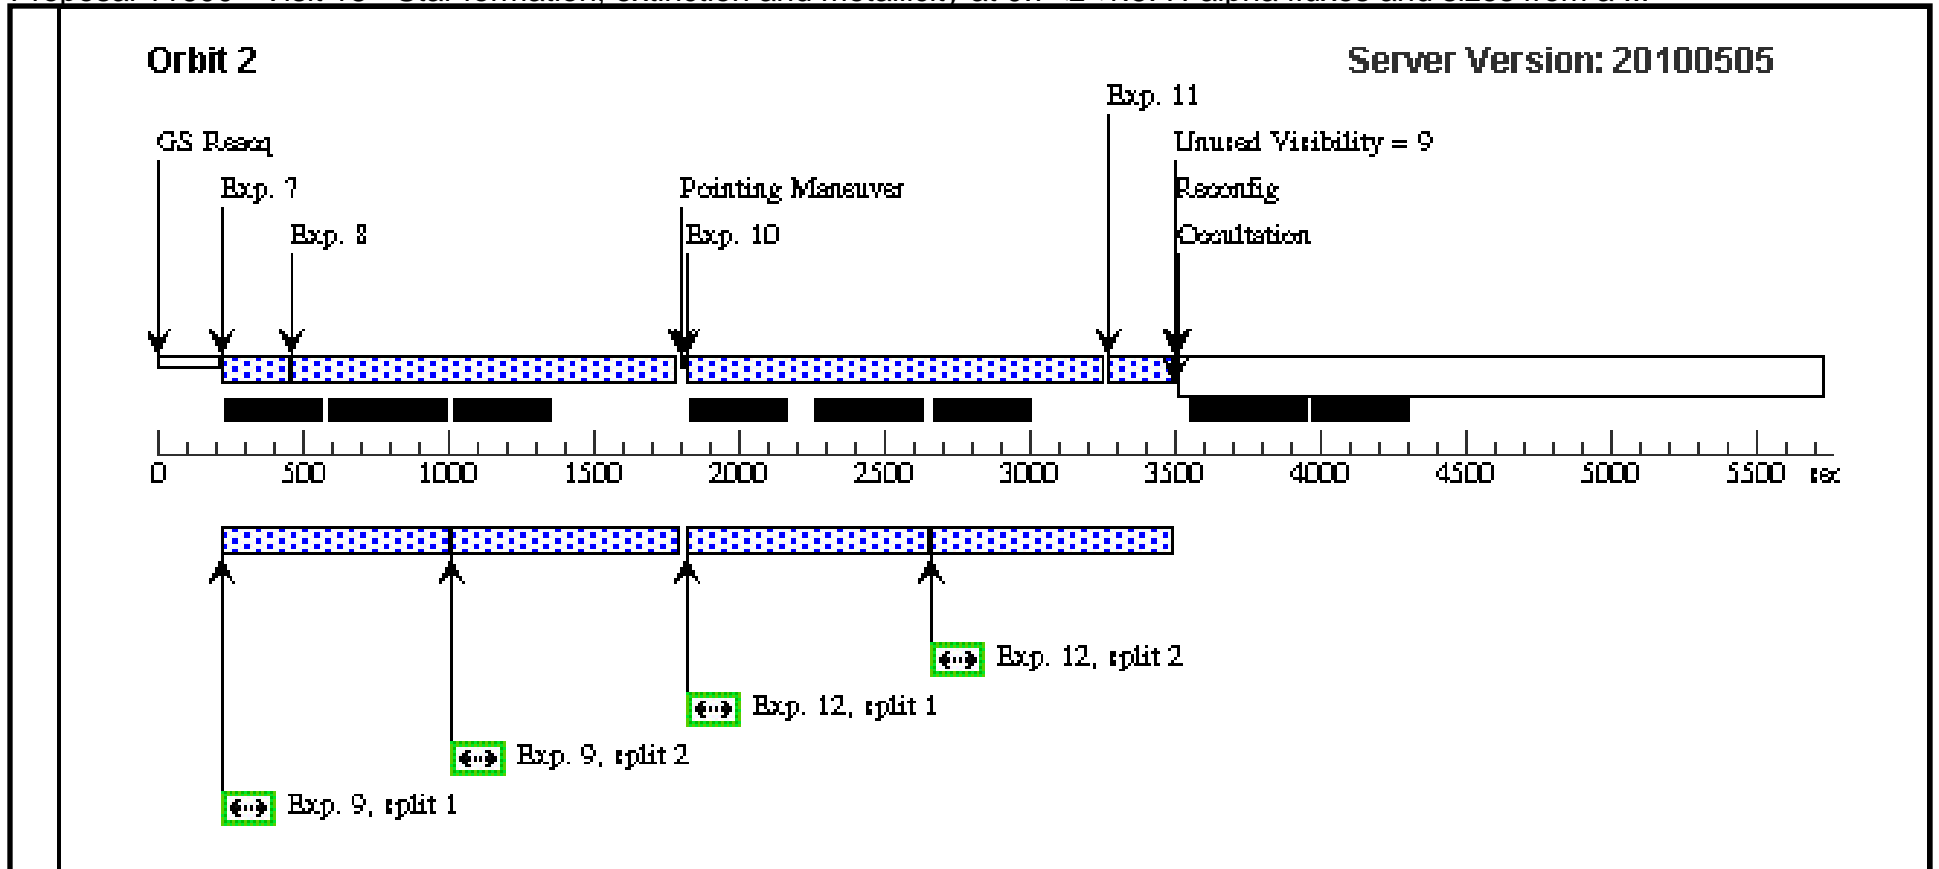 Orbit 2
Server Version: 20100505
Exp. 11
GS Reacq
Unused Visibility = 9
Exp. 7
Pointing Maneuver
Reconfig
Exp. 8
Exp. 10
Occultation
0 500 1000 1500 2000 2500 3000 3500 4000 4500 5000 5500 sec
Exp. 12, split 2
Exp. 12, split 1
Exp. 9, split 2
Exp. 9, split 1